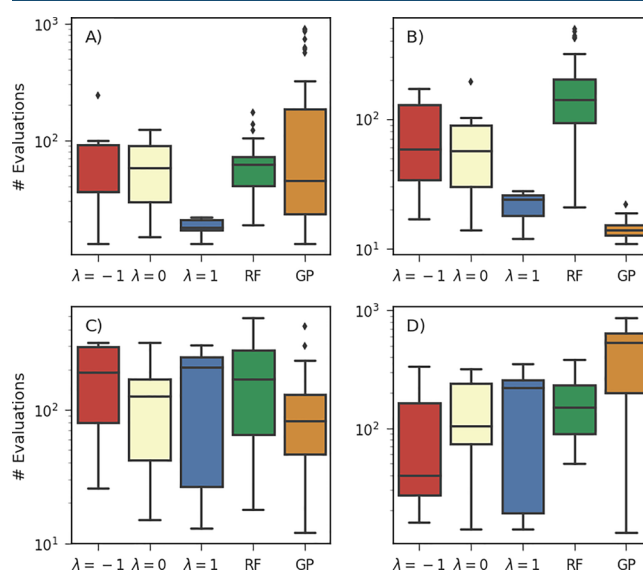 A)
# Evaluations
10³
10²
λ = −1 λ = 0 λ = 1 RF GP
B)
10²
10¹
λ = −1 λ = 0 λ = 1 RF GP
C)
# Evaluations
10²
10¹
λ = −1 λ = 0 λ = 1 RF GP
D)
10³
10²
λ = −1 λ = 0 λ = 1 RF GP